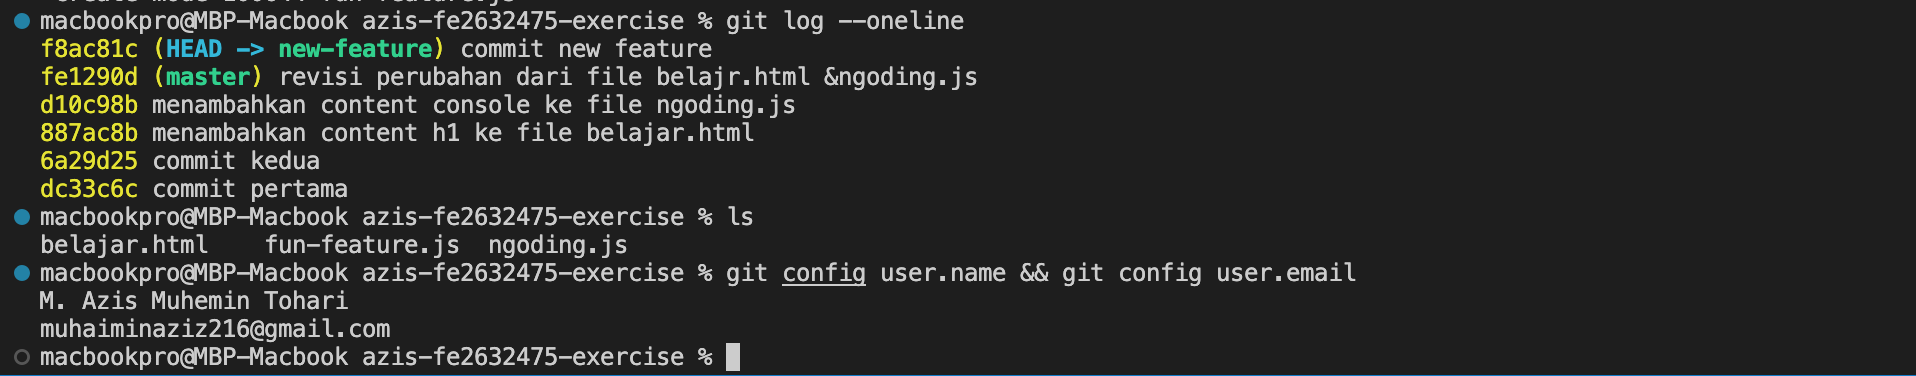 macbookpro@MBP-Macbook azis-fe2632475-exercise % git log --oneline
f8ac81c (HEAD -> new-feature) commit new feature
fe1290d (master) revisi perubahan dari file belajr.html &ngoding.js
d10c98b menambahkan content console ke file ngoding.js
887ac8b menambahkan content h1 ke file belajar.html
6a29d25 commit kedua
dc33c6c commit pertama
macbookpro@MBP-Macbook azis-fe2632475-exercise % ls
belajar.html    fun-feature.js  ngoding.js
macbookpro@MBP-Macbook azis-fe2632475-exercise % git config user.name && git config user.email
M. Azis Muhemin Tohari
muhaiminaziz216@gmail.com
macbookpro@MBP-Macbook azis-fe2632475-exercise %